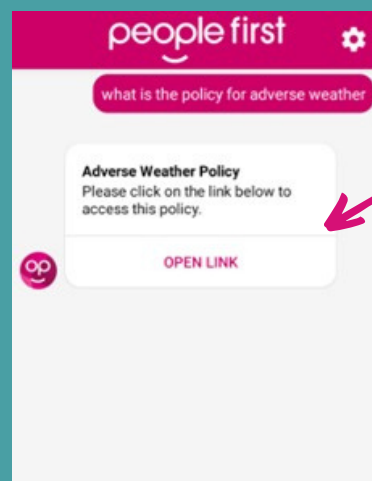 people first
what is the policy for adverse weather
Adverse Weather Policy
Please click on the link below to
access this policy.
OPEN LINK
op